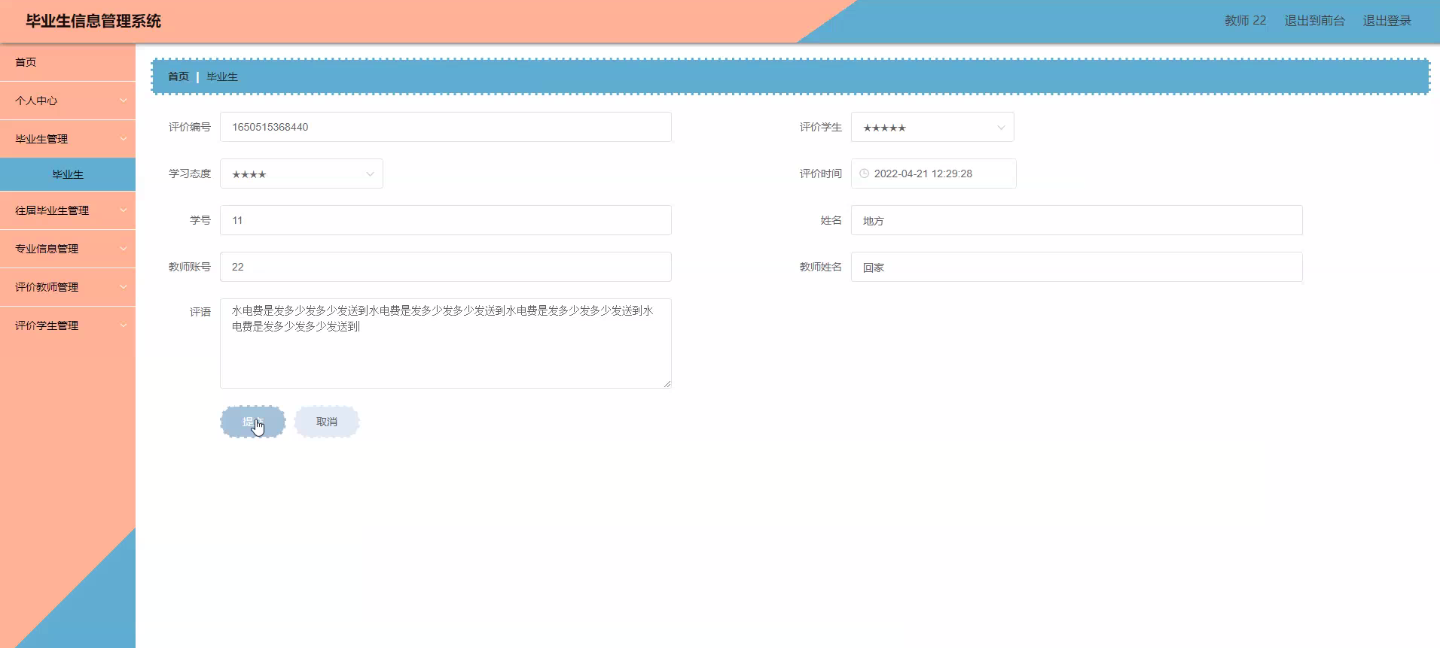 毕业生信息管理系统
教师 22 退出到前台 退出登录
首页
个人中心
毕业生管理
毕业生
往届毕业生管理
专业信息管理
评价教师管理
评价学生管理
首页 | 毕业生
评价编号 1650515368440 评价学生 ★★★★★
学习态度 ★★★★ 评价时间 2022-04-21 12:29:28
学号 11 姓名 地方
教师账号 22 教师姓名 回家
评语 水电费是发多少发多少发送到水电费是发多少发多少发送到水电费是发多少发多少发送到水
电费是发多少发多少发送到
提交 取消